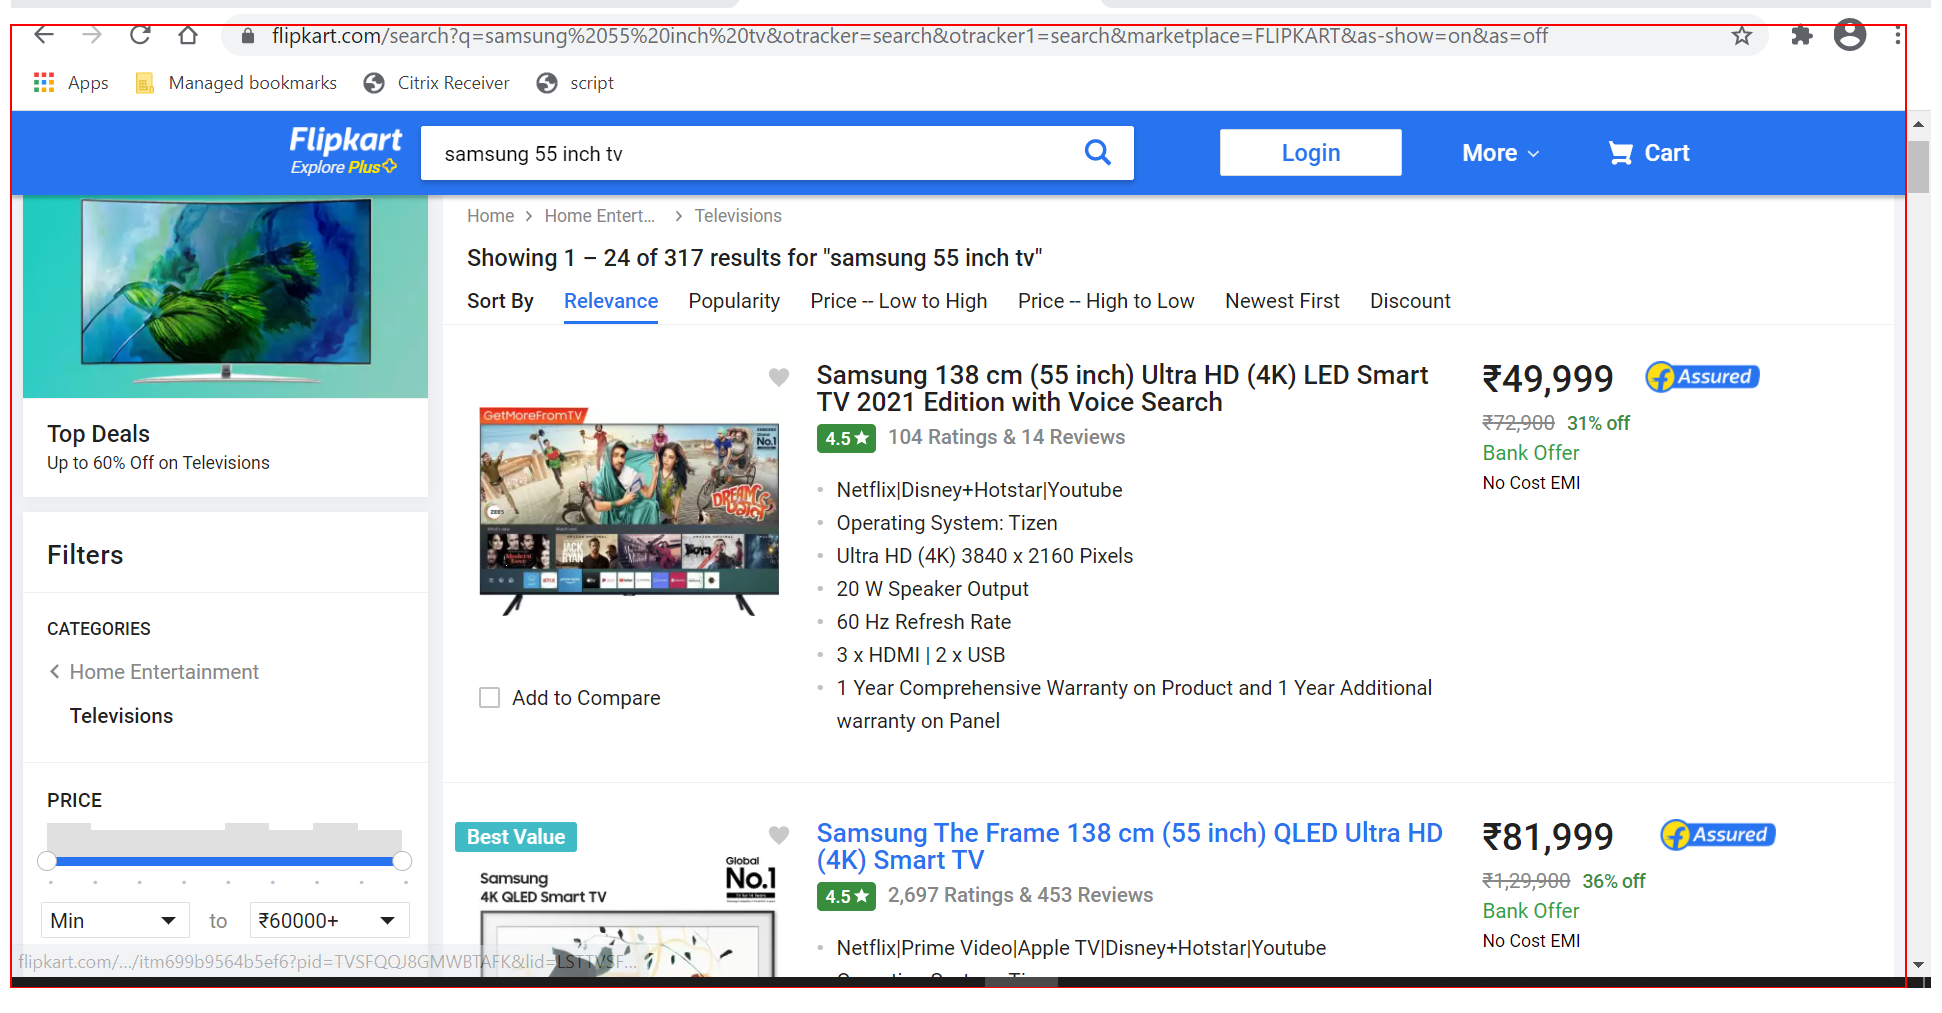 flipkart.com/search?q=samsung%2055%20inch%20tv&otracker=search&otracker1=search&marketplace=FLIPKART&as-show=on&as=off
Apps Managed bookmarks Citrix Receiver script
Flipkart
Explore Plus
samsung 55 inch tv
Login
More
Cart
Home > Home Entert... > Televisions
Showing 1 – 24 of 317 results for "samsung 55 inch tv"
Sort By Relevance Popularity Price -- Low to High Price -- High to Low Newest First Discount
Top Deals
Up to 60% Off on Televisions
Filters
CATEGORIES
Home Entertainment
Televisions
PRICE
Min to ₹60000+
flipkart.com/.../itm699b9564b5ef6?pid=TVSFQQJ8GMWBTAFK&lid=LSTTVSF...
GetMoreFromTV
No.1
DREAM
JACK
RYAN
BOYS
Add to Compare
Samsung 138 cm (55 inch) Ultra HD (4K) LED Smart
TV 2021 Edition with Voice Search
4.5★ 104 Ratings & 14 Reviews
Netflix|Disney+Hotstar|Youtube
Operating System: Tizen
Ultra HD (4K) 3840 x 2160 Pixels
20 W Speaker Output
60 Hz Refresh Rate
3 x HDMI | 2 x USB
1 Year Comprehensive Warranty on Product and 1 Year Additional
warranty on Panel
₹49,999
Assured
₹72,900 31% off
Bank Offer
No Cost EMI
Best Value
Samsung
4K QLED Smart TV
Global
No.1
Samsung The Frame 138 cm (55 inch) QLED Ultra HD
(4K) Smart TV
4.5★ 2,697 Ratings & 453 Reviews
Netflix|Prime Video|Apple TV|Disney+Hotstar|Youtube
₹81,999
Assured
₹1,29,900 36% off
Bank Offer
No Cost EMI